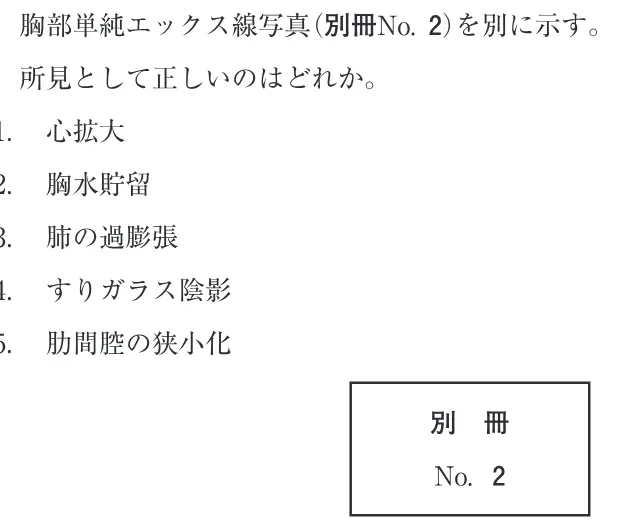 胸部単純エックス線写真(別冊No. 2)を別に示す。
所見として正しいのはどれか。
1. 心拡大
2. 胸水貯留
3. 肺の過膨張
4. すりガラス陰影
5. 肋間腔の狭小化
別 冊
No. 2